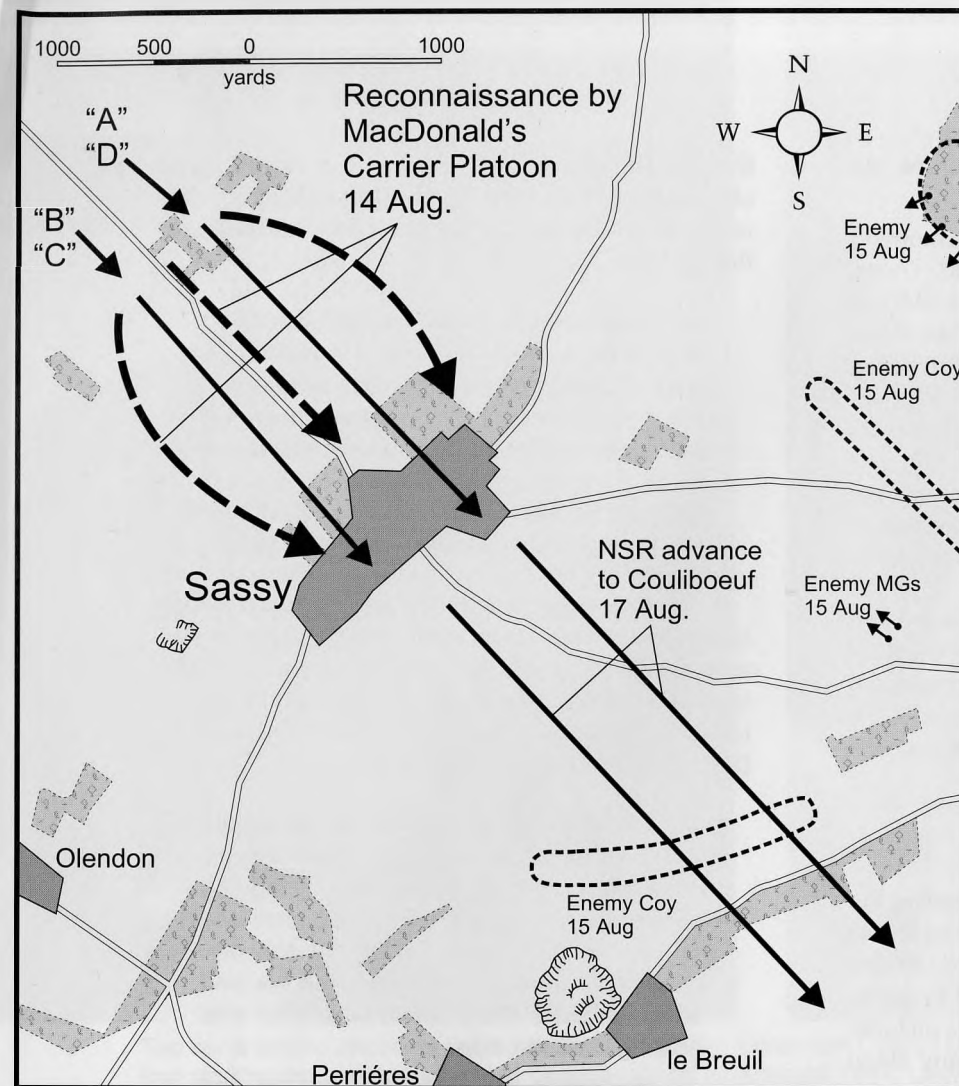 1000 500 0 1000
yards
Reconnaissance by
MacDonald's
Carrier Platoon
14 Aug.
N
W E
S
“A”
“D”
“B”
“C”
Enemy
15 Aug
Enemy Coy
15 Aug
Sassy
NSR advance
to Couliboeuf
17 Aug.
Enemy MGs
15 Aug
Olendon
Enemy Coy
15 Aug
le Breuil
Perriéres